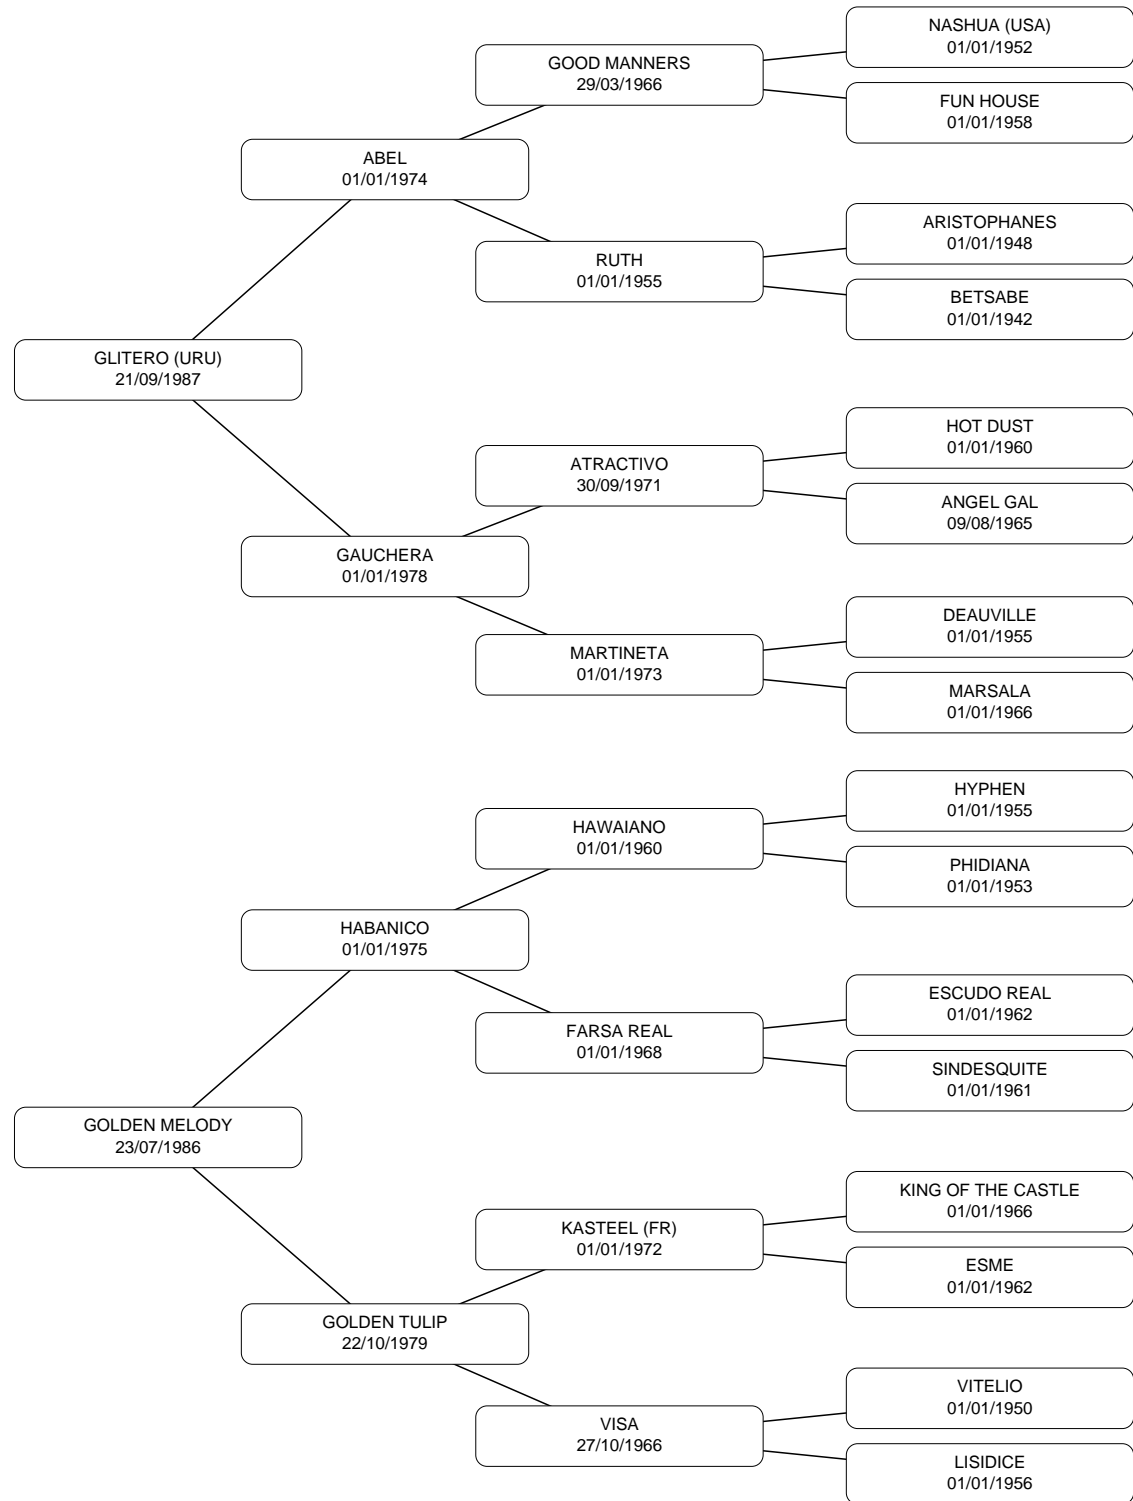 NASHUA (USA)
01/01/1952
GOOD MANNERS
29/03/1966
FUN HOUSE
01/01/1958
ABEL
01/01/1974
ARISTOPHANES
01/01/1948
RUTH
01/01/1955
BETSABE
01/01/1942
GLITERO (URU)
21/09/1987
HOT DUST
01/01/1960
ATRACTIVO
30/09/1971
ANGEL GAL
09/08/1965
GAUCHERA
01/01/1978
DEAUVILLE
01/01/1955
MARTINETA
01/01/1973
MARSALA
01/01/1966
HYPHEN
01/01/1955
HAWAIANO
01/01/1960
PHIDIANA
01/01/1953
HABANICO
01/01/1975
ESCUDO REAL
01/01/1962
FARSA REAL
01/01/1968
SINDESQUITE
01/01/1961
GOLDEN MELODY
23/07/1986
KING OF THE CASTLE
01/01/1966
KASTEEL (FR)
01/01/1972
ESME
01/01/1962
GOLDEN TULIP
22/10/1979
VITELIO
01/01/1950
VISA
27/10/1966
LISIDICE
01/01/1956